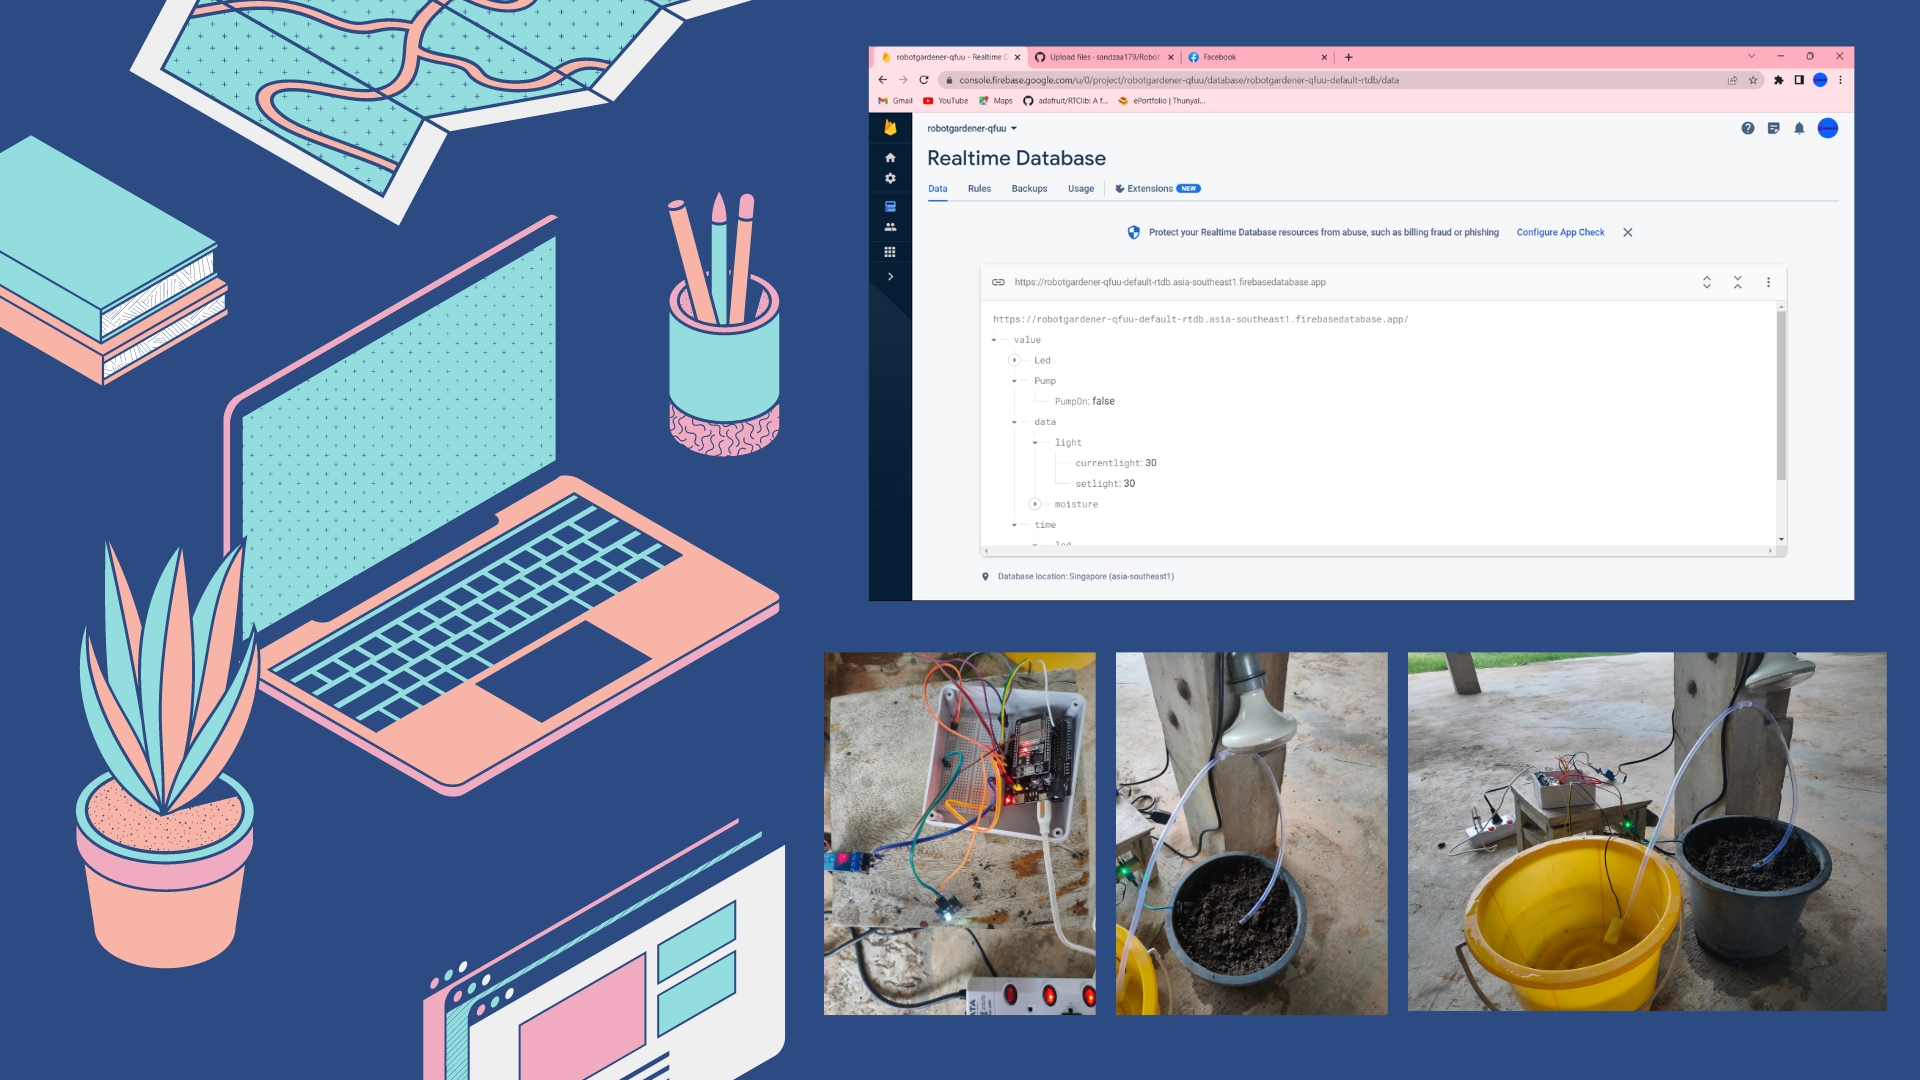 robotgardener-qfuu - Realtime D
Upload files - sandzaa179/Robot
Facebook
console.firebase.google.com/u/0/project/robotgardener-qfuu/database/robotgardener-qfuu-default-rtdb/data
Gmail
YouTube
Maps
adafruit/RTClib: A f...
ePortfolio | Thunyal...
robotgardener-qfuu
Realtime Database
Data
Rules
Backups
Usage
Extensions
NEW
Protect your Realtime Database resources from abuse, such as billing fraud or phishing
Configure App Check
https://robotgardener-qfuu-default-rtdb.asia-southeast1.firebasedatabase.app
https://robotgardener-qfuu-default-rtdb.asia-southeast1.firebasedatabase.app/
value
Led
Pump
PumpOn: false
data
light
currentlight: 30
setlight: 30
moisture
time
led
Database location: Singapore (asia-southeast1)